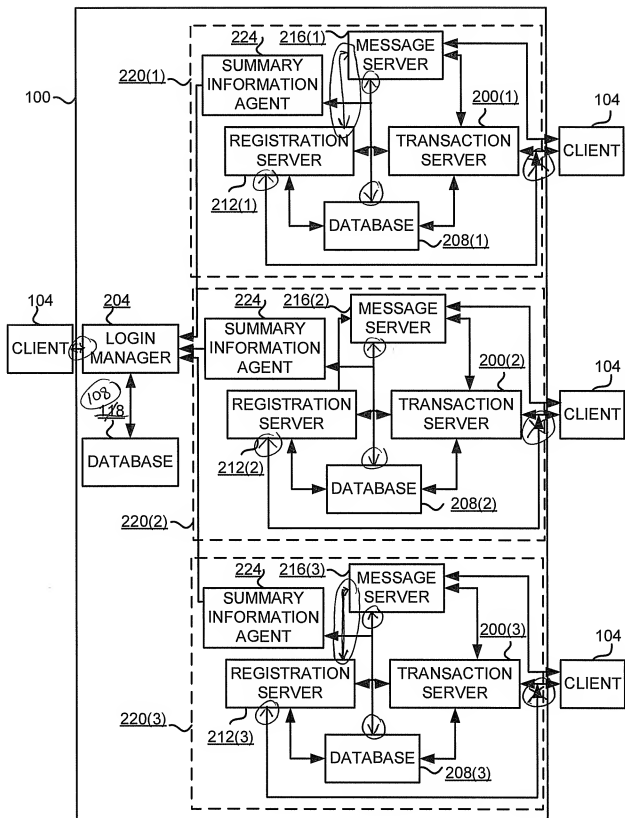 224
216(1)
MESSAGE
SERVER
220(1)
SUMMARY
INFORMATION
AGENT
100
200(1)
104
REGISTRATION
SERVER
TRANSACTION
SERVER
CLIENT
212(1)
DATABASE
208(1)
104
204
224
216(2)
MESSAGE
SERVER
CLIENT
LOGIN
MANAGER
SUMMARY
INFORMATION
AGENT
200(2)
104
108
118
REGISTRATION
SERVER
TRANSACTION
SERVER
CLIENT
DATABASE
212(2)
DATABASE
208(2)
220(2)
224
216(3)
MESSAGE
SERVER
SUMMARY
INFORMATION
AGENT
200(3)
104
REGISTRATION
SERVER
TRANSACTION
SERVER
CLIENT
220(3)
212(3)
DATABASE
208(3)